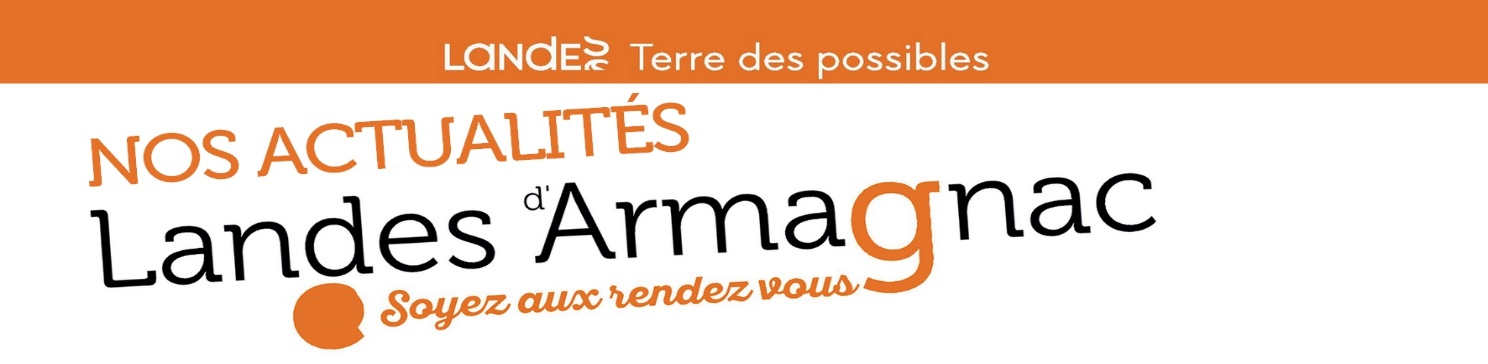 LANDES Terre des possibles
NOS ACTUALITÉS
Landes d'Armagnac
Soyez aux rendez vous